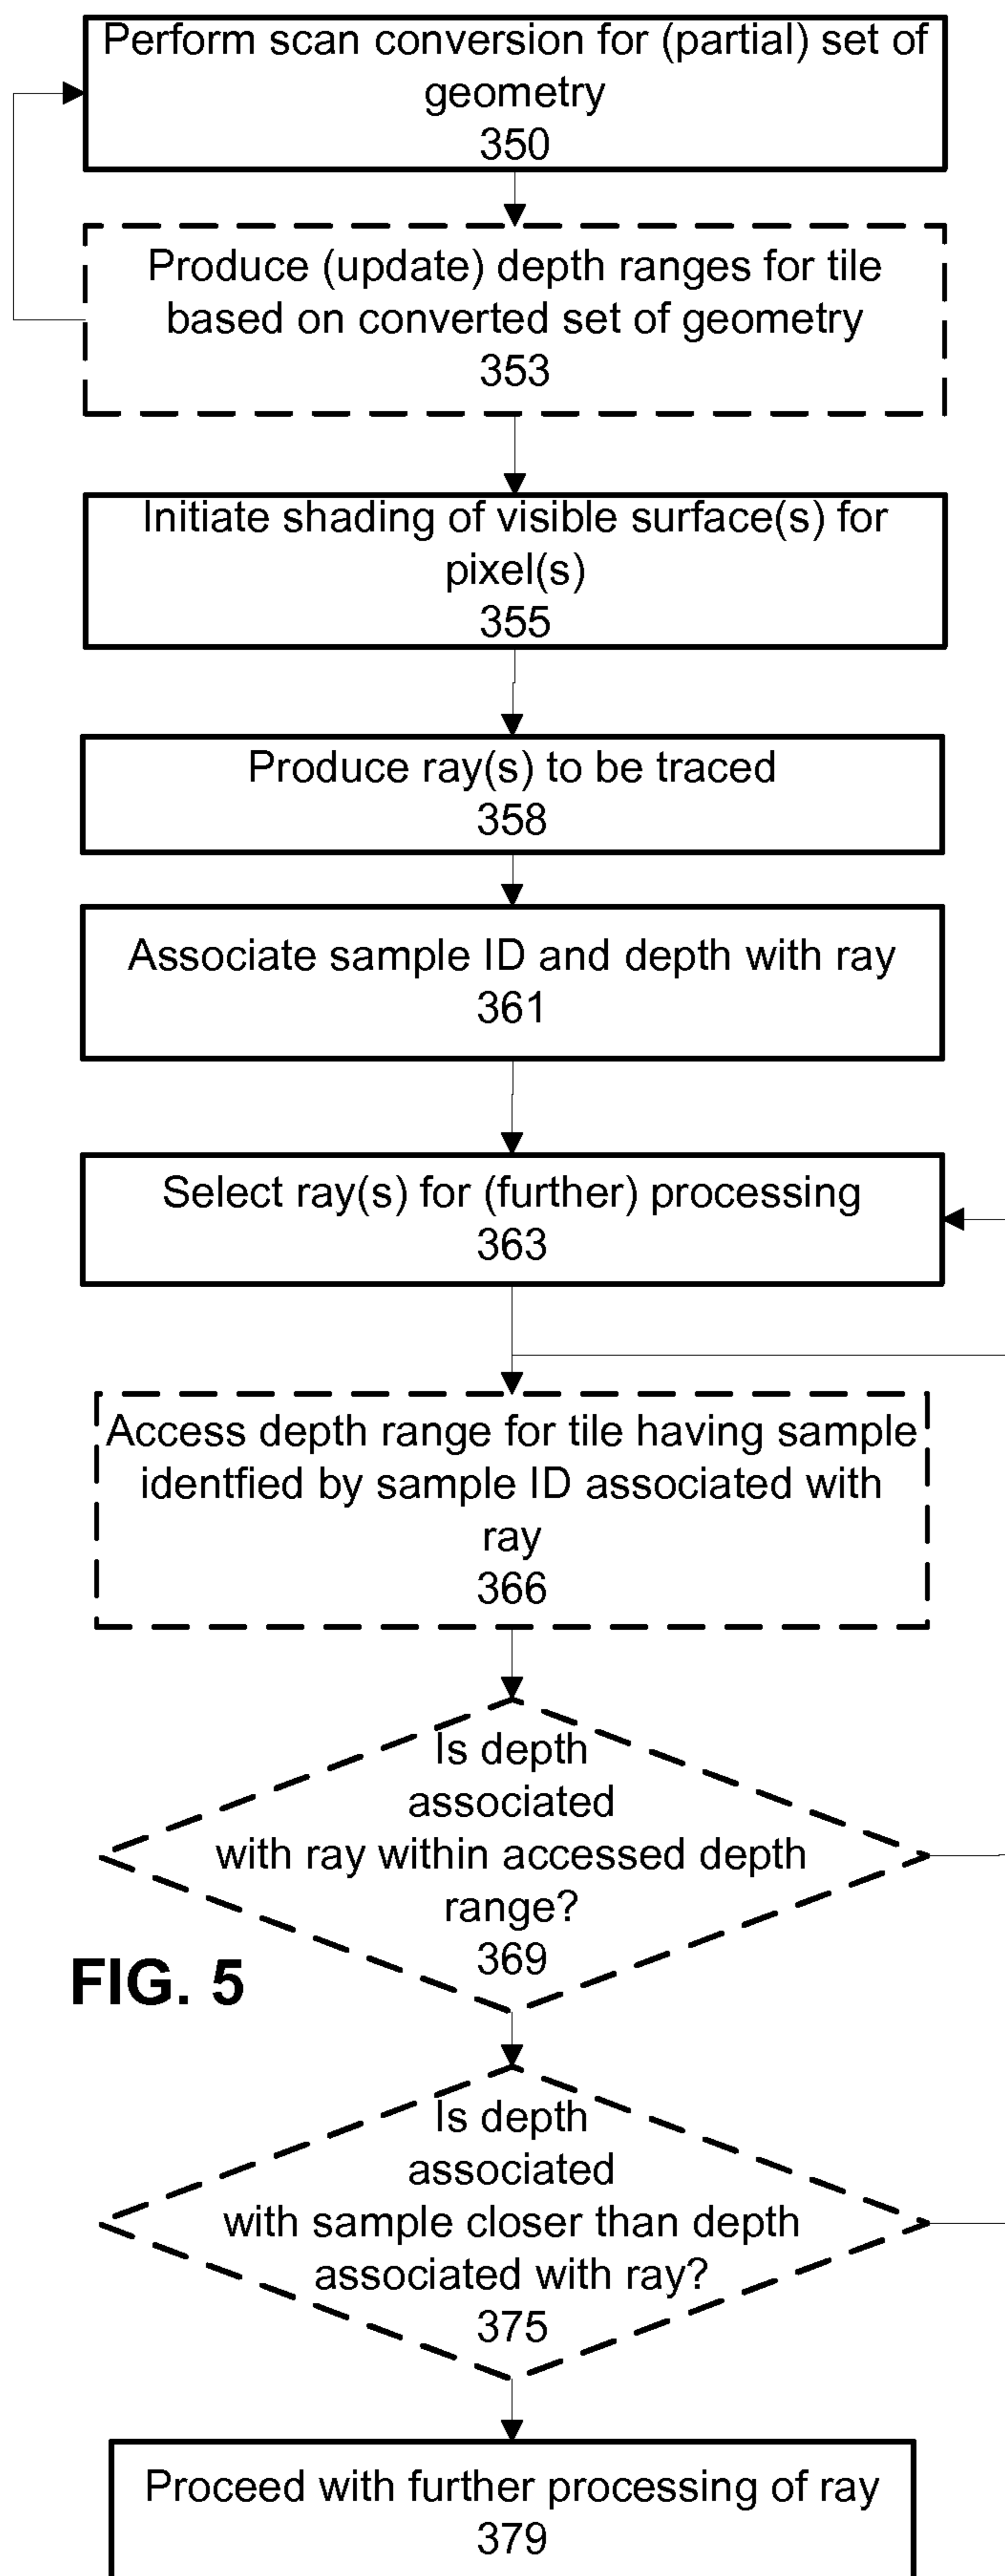 Perform scan conversion for (partial) set of
geometry
350
Produce (update) depth ranges for tile
based on converted set of geometry
353
Initiate shading of visible surface(s) for
pixel(s)
355
Produce ray(s) to be traced
358
Associate sample ID and depth with ray
361
Select ray(s) for (further) processing
363
Access depth range for tile having sample
identfied by sample ID associated with
ray
366
Is depth
associated
with ray within accessed depth
range?
369
FIG. 5
Is depth
associated
with sample closer than depth
associated with ray?
375
Proceed with further processing of ray
379